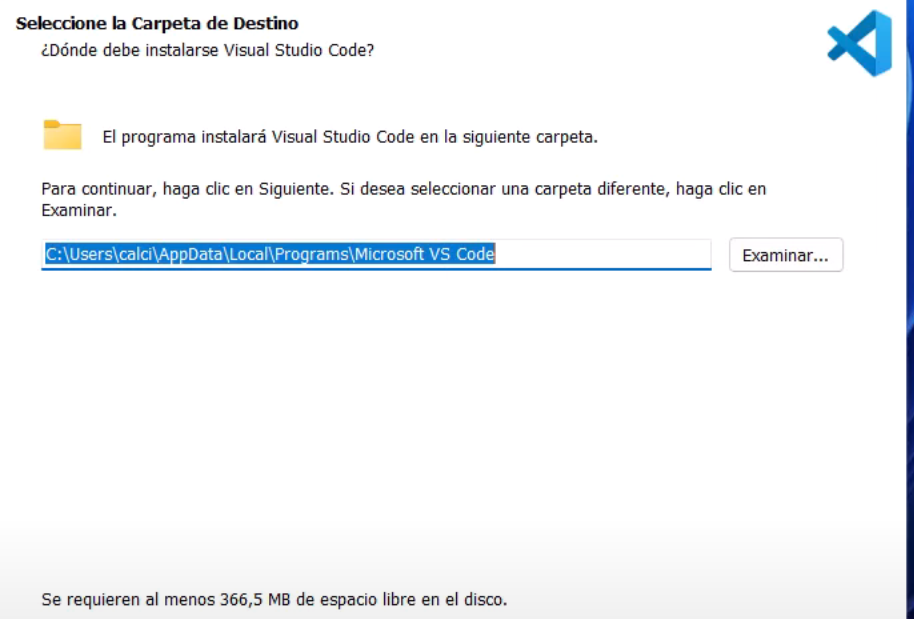 Seleccione la Carpeta de Destino
¿Dónde debe instalarse Visual Studio Code?
El programa instalará Visual Studio Code en la siguiente carpeta.
Para continuar, haga clic en Siguiente. Si desea seleccionar una carpeta diferente, haga clic en
Examinar.
C:\Users\calci\AppData\Local\Programs\Microsoft VS Code
Examinar...
Se requieren al menos 366,5 MB de espacio libre en el disco.